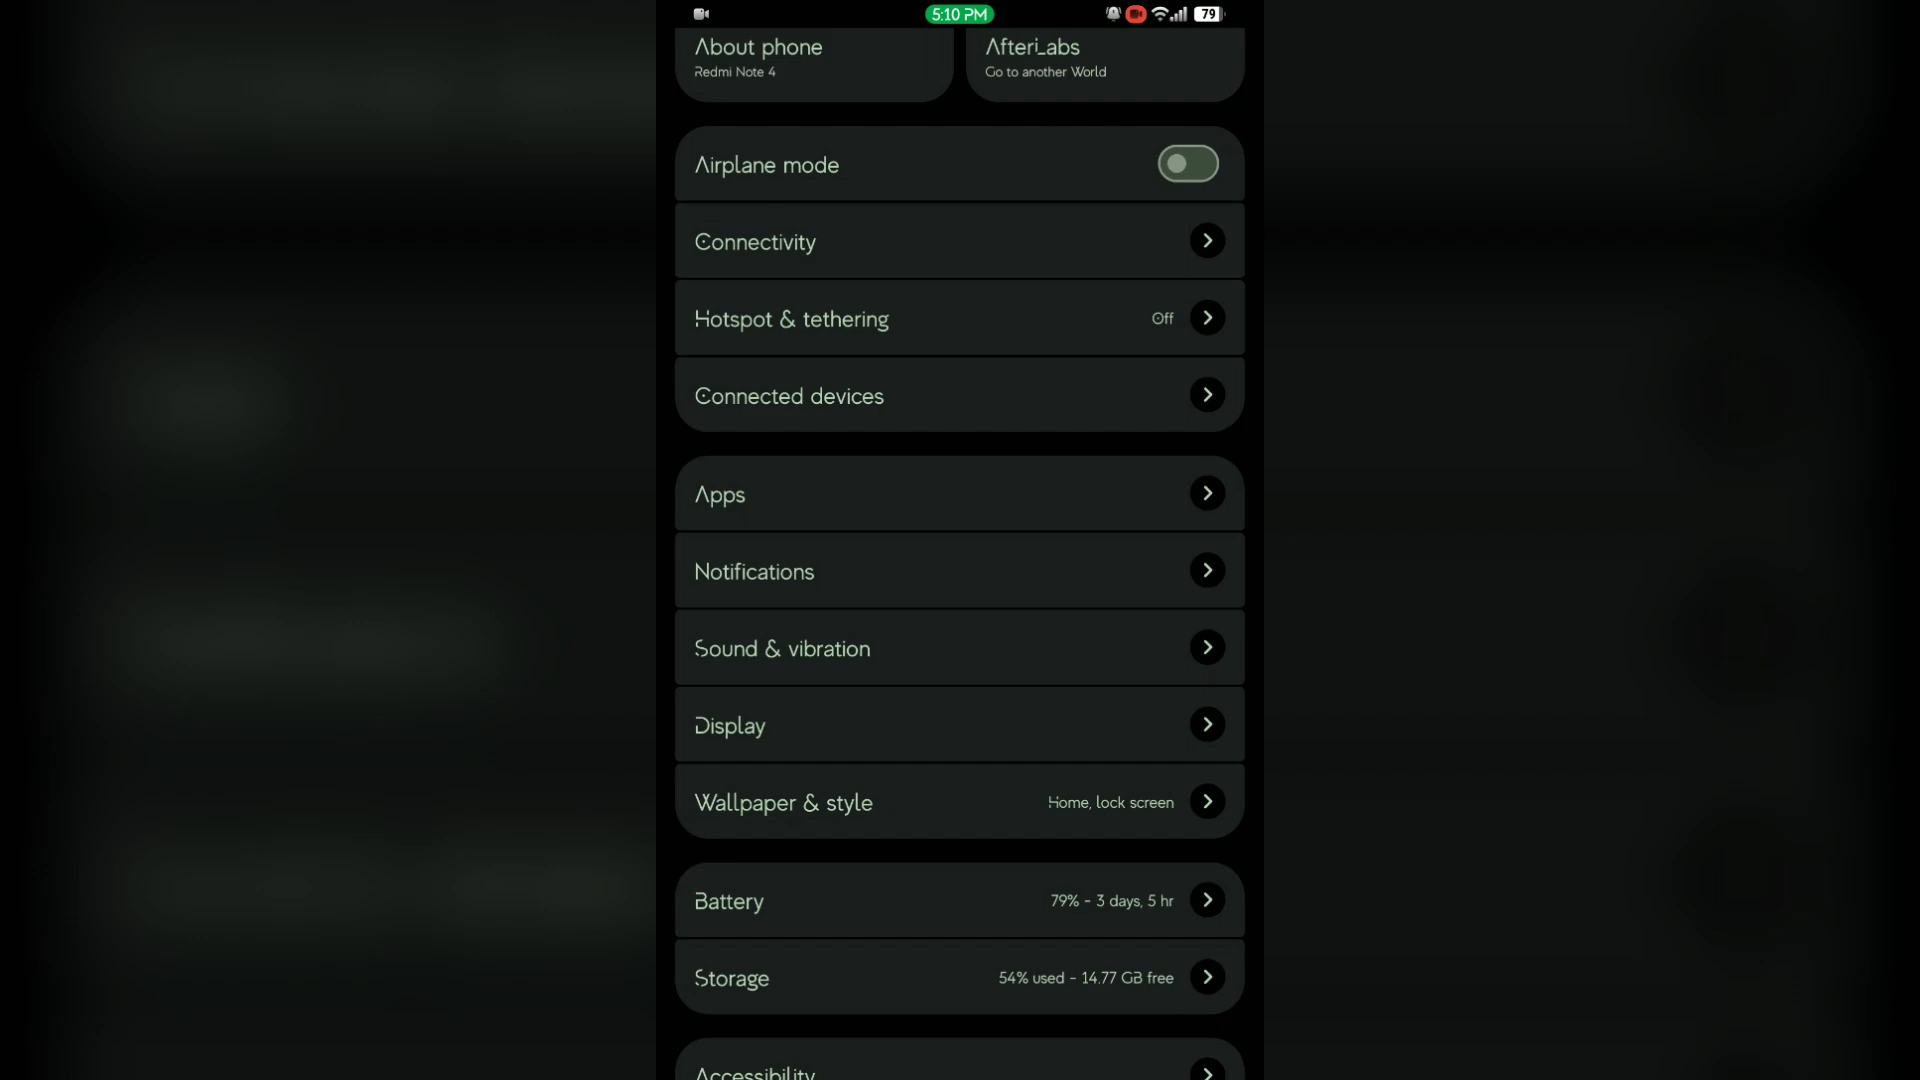 5:10 PM
79
About phone
Redmi Note 4
AfterLabs
Go to another World
Airplane mode
Connectivity
Hotspot & tethering
Off
Connected devices
Apps
Notifications
Sound & vibration
Display
Wallpaper & style
Home, lock screen
Battery
79% - 3 days, 5 hr
Storage
54% used - 14.77 GB free
Accessibility